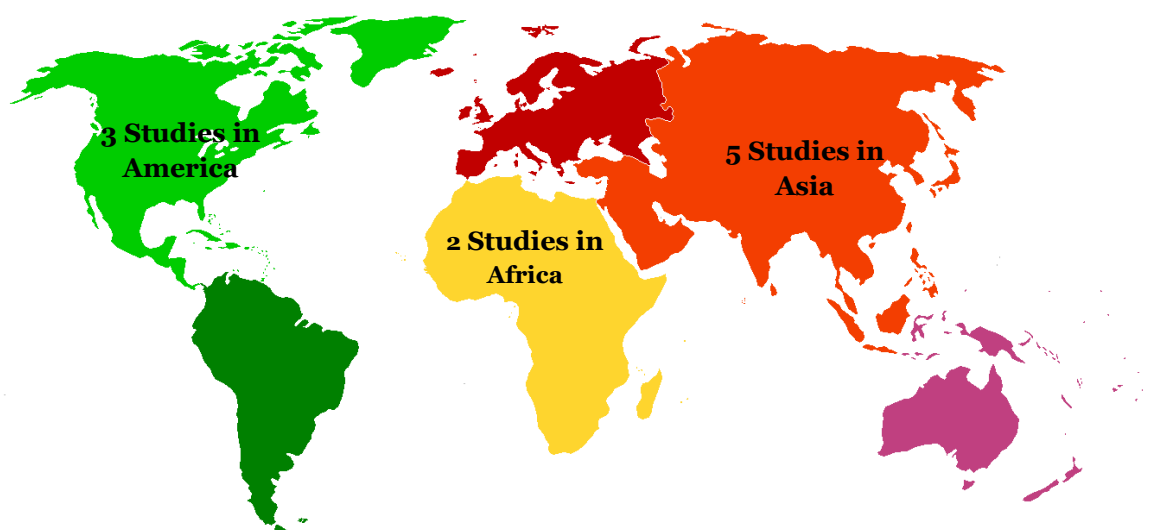 3 Studies in
America
5 Studies in
Asia
2 Studies in
Africa